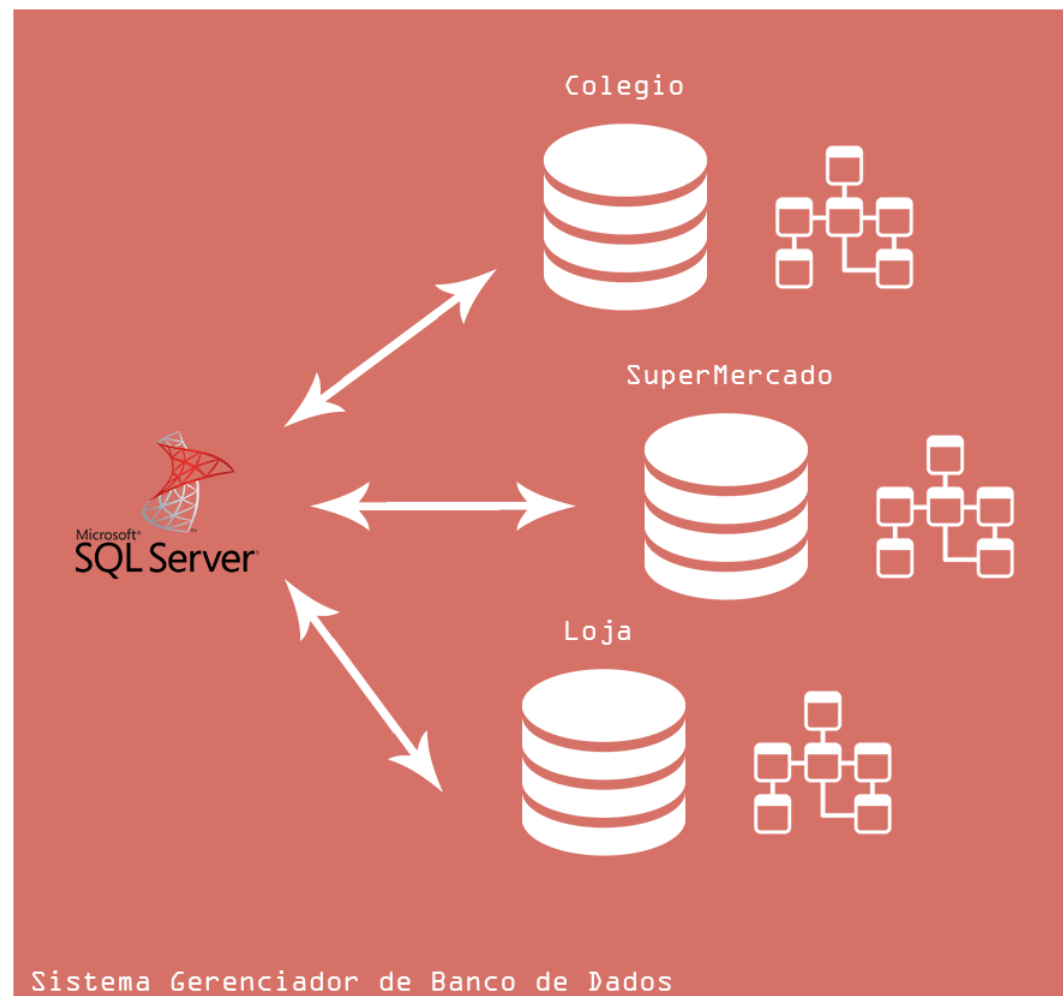 Colegio
SuperMercado
Microsoft®
SQL Server®
Loja
Sistema Gerenciador de Banco de Dados